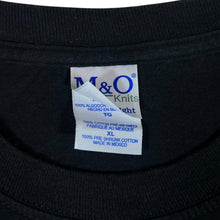 M&O
Knits
100% ALGODON
HECHO EN
TG
FABRIQUE AU MEXIQUE
XL
100% PRE SHRUNK COTTON
MADE IN MEXICO